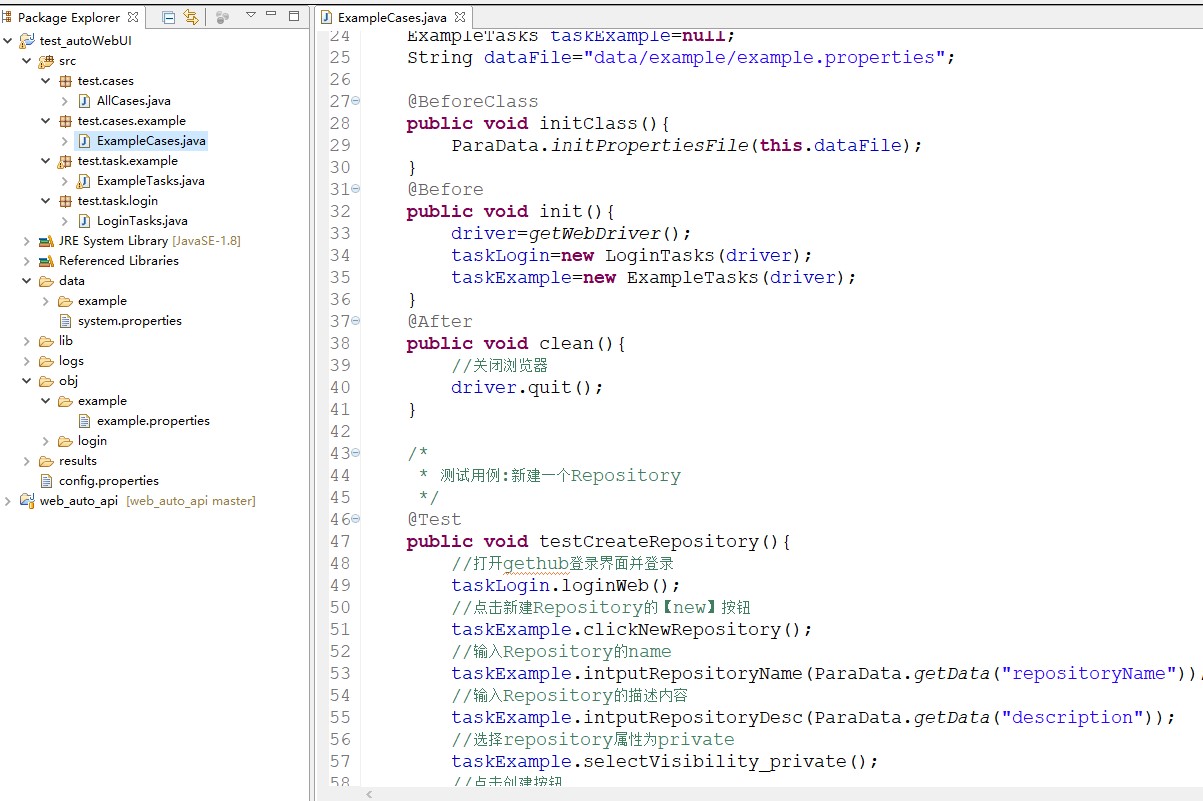 Package Explorer
test_autoWebUI
src
test.cases
AllCases.java
test.cases.example
ExampleCases.java
test.task.example
ExampleTasks.java
test.task.login
LoginTasks.java
JRE System Library [JavaSE-1.8]
Referenced Libraries
data
example
system.properties
lib
logs
obj
example
example.properties
login
results
config.properties
web_auto_api [web_auto_api master]
ExampleCases.java
24 ExampleTasks taskExample=null;
25 String dataFile="data/example/example.properties";
26
27 @BeforeClass
28 public void initClass(){
29 ParaData.initPropertiesFile(this.dataFile);
30 }
31 @Before
32 public void init(){
33 driver=getWebDriver();
34 taskLogin=new LoginTasks(driver);
35 taskExample=new ExampleTasks(driver);
36 }
37 @After
38 public void clean(){
39 //关闭浏览器
40 driver.quit();
41 }
42
43 /*
44 * 测试用例:新建一个Repository
45 */
46 @Test
47 public void testCreateRepository(){
48 //打开gethub登录界面并登录
49 taskLogin.loginWeb();
50 //点击新建Repository的【new】按钮
51 taskExample.clickNewRepository();
52 //输入Repository的name
53 taskExample.intputRepositoryName(ParaData.getData("repositoryName"));
54 //输入Repository的描述内容
55 taskExample.intputRepositoryDesc(ParaData.getData("description"));
56 //选择repository属性为private
57 taskExample.selectVisibility_private();
58 //点击创建按钮